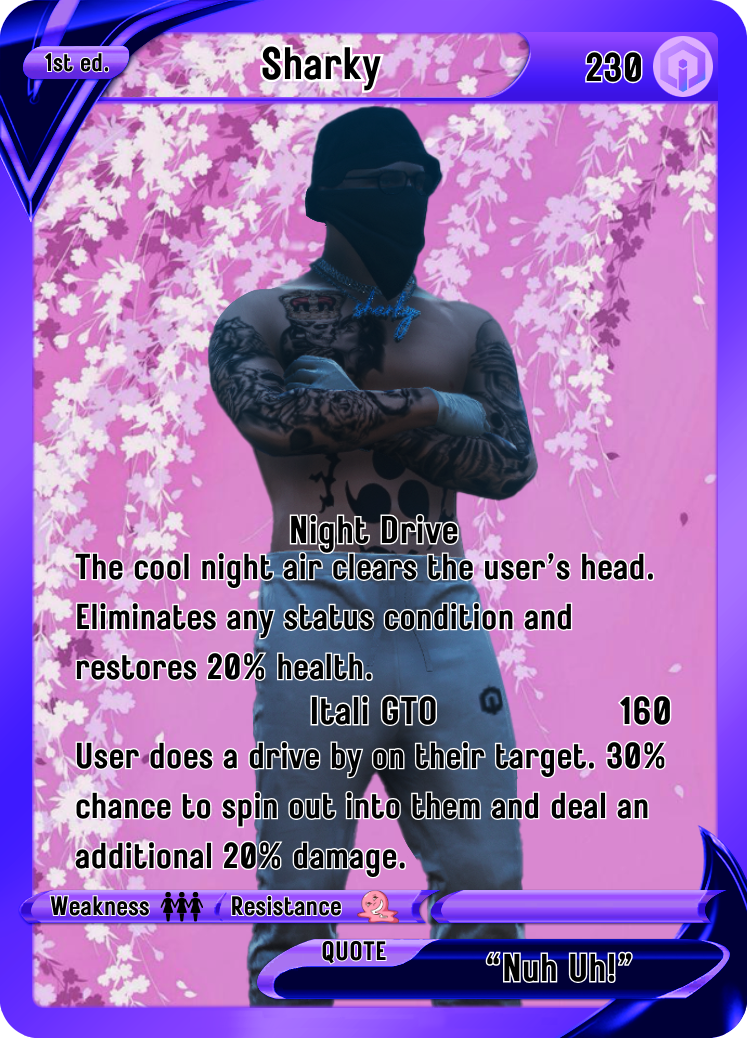 1st ed.
Sharky
230
sharky
Night Drive
The cool night air clears the user's head.
Eliminates any status condition and
restores 20% health.
Itali GTO 160
User does a drive by on their target. 30%
chance to spin out into them and deal an
additional 20% damage.
Weakness Resistance
QUOTE
“Nuh Uh!”